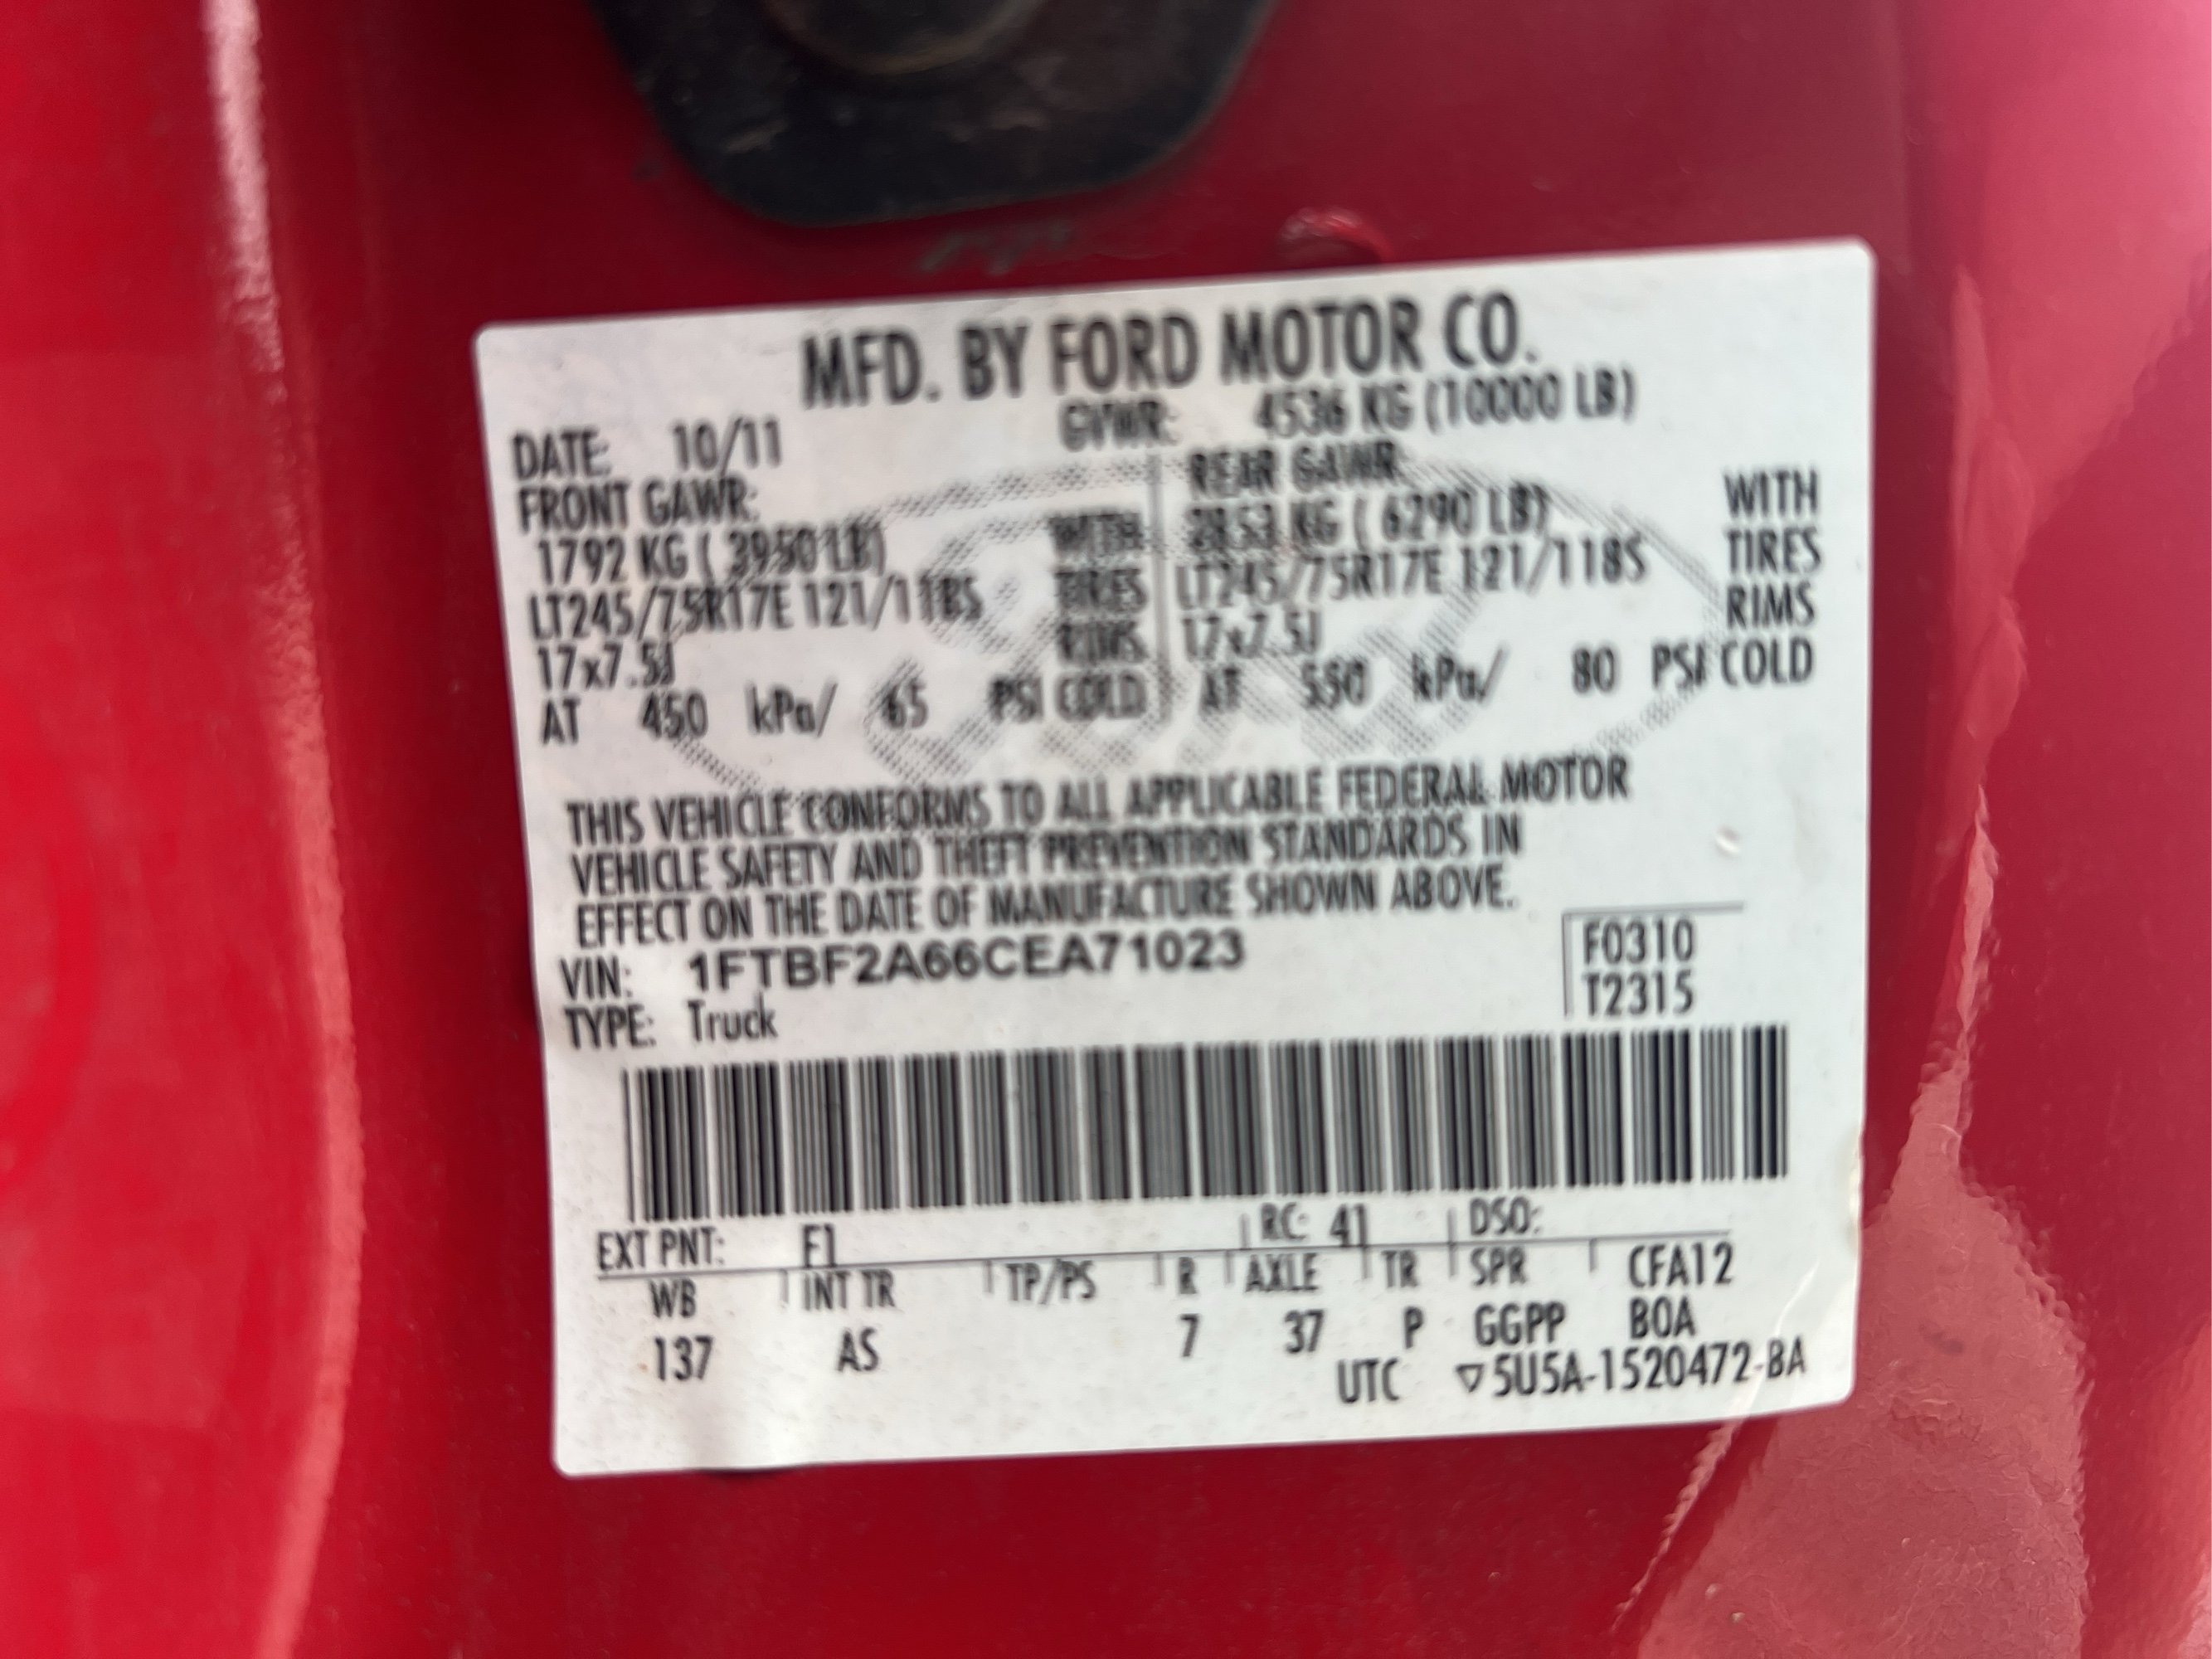 MFD. BY FORD MOTOR CO.
DATE: 10/11 GVWR: 4536 KG (10000 LB)
FRONT GAWR: REAR GAWR:
1792 KG ( 3950 LB) WITH 2853 KG ( 6290 LB) WITH
LT245/75R17E 121/118S TIRES LT245/75R17E 121/118S TIRES
17x7.5J RIMS 17x7.5J RIMS
AT 450 kPa/ 65 PSI COLD AT 550 kPa/ 80 PSI COLD
THIS VEHICLE CONFORMS TO ALL APPLICABLE FEDERAL MOTOR
VEHICLE SAFETY AND THEFT PREVENTION STANDARDS IN
EFFECT ON THE DATE OF MANUFACTURE SHOWN ABOVE.
VIN: 1FTBF2A66CEA71023 F0310
TYPE: Truck T2315
EXT PNT: F1 RC: 41 DSO:
WB INT TR TP/PS R AXLE TR SPR CFA12
137 AS 7 37 P GGPP BOA
UTC ▽5U5A-1520472-BA